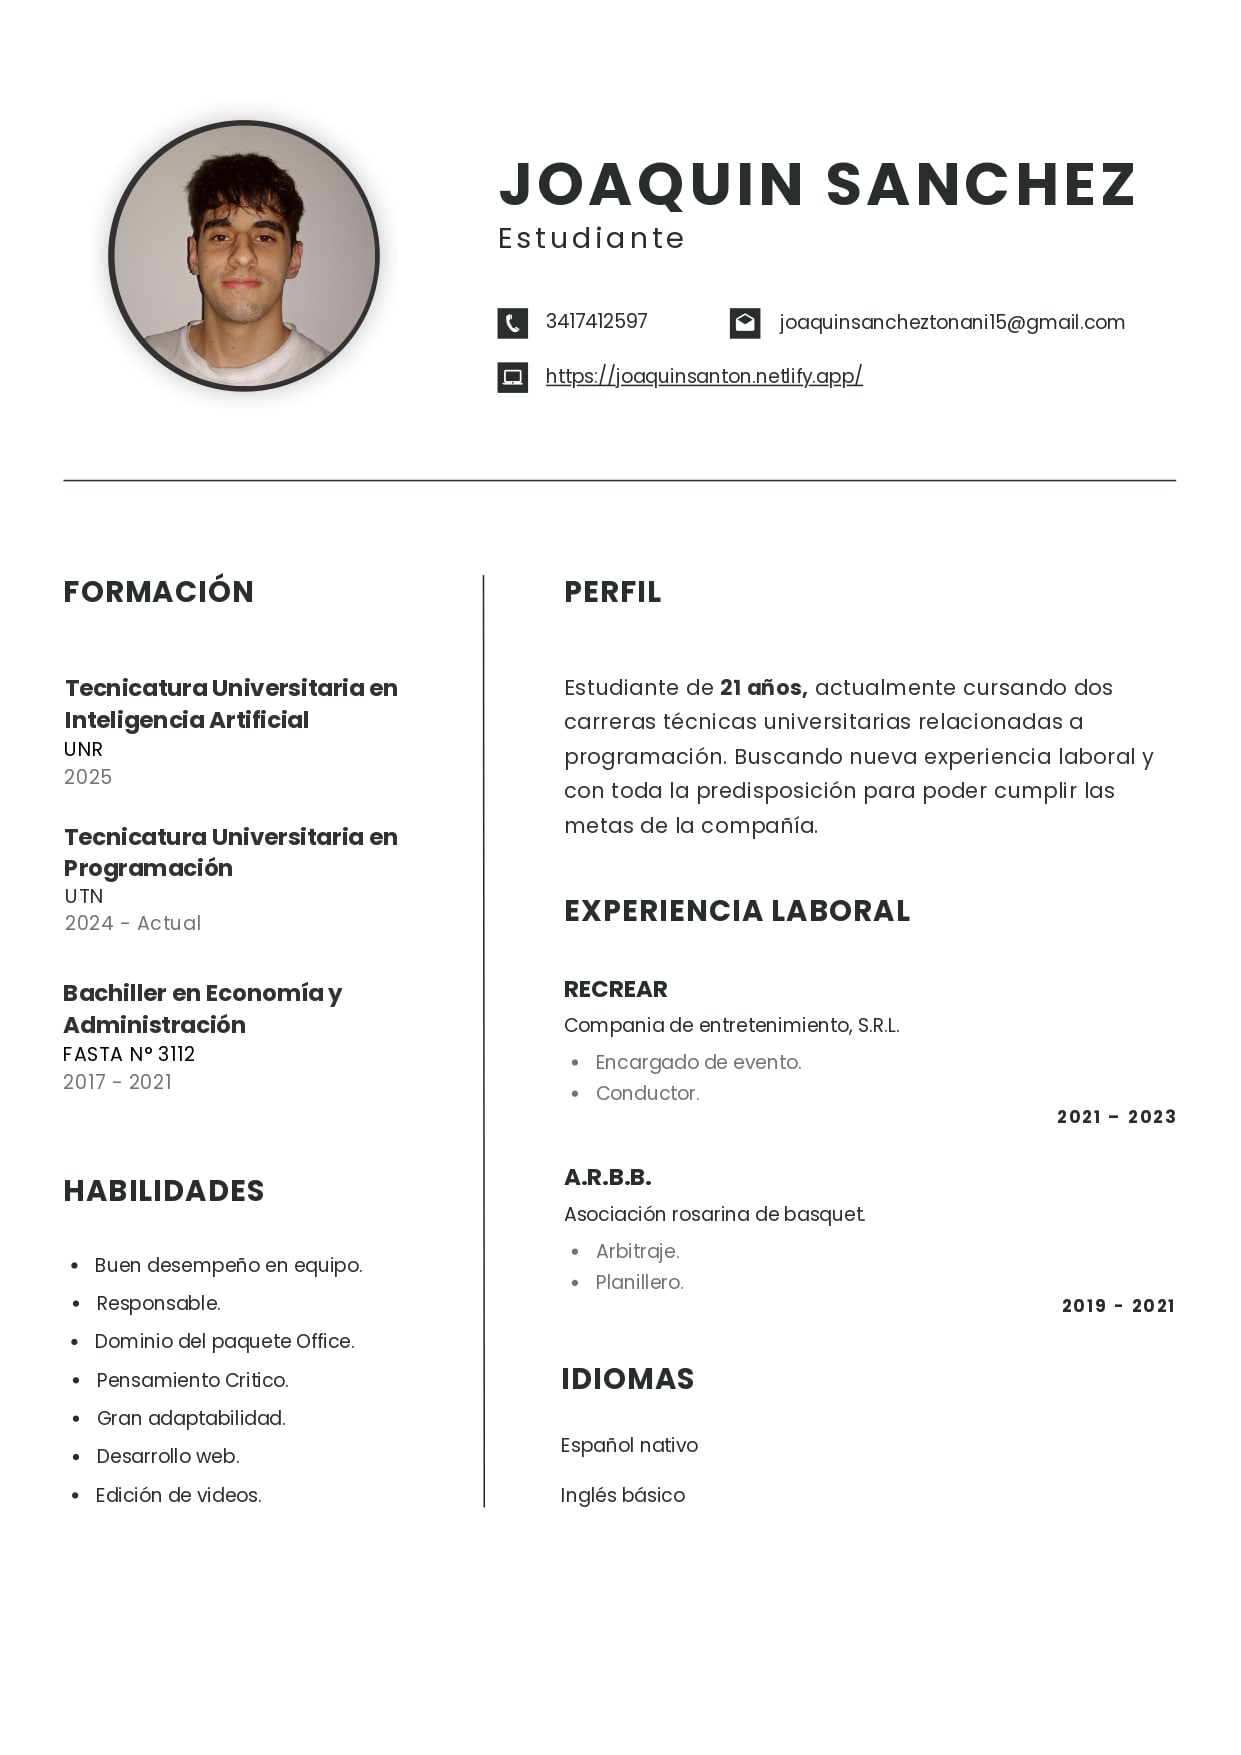 JOAQUIN SANCHEZ
Estudiante
3417412597
joaquinsancheztonani15@gmail.com
https://joaquinsanton.netlify.app/
FORMACIÓN
Tecnicatura Universitaria en
Inteligencia Artificial
UNR
2025
Tecnicatura Universitaria en
Programación
UTN
2024 - Actual
Bachiller en Economía y
Administración
FASTA N° 3112
2017 - 2021
HABILIDADES
• Buen desempeño en equipo.
• Responsable.
• Dominio del paquete Office.
• Pensamiento Critico.
• Gran adaptabilidad.
• Desarrollo web.
• Edición de videos.
PERFIL
Estudiante de 21 años, actualmente cursando dos
carreras técnicas universitarias relacionadas a
programación. Buscando nueva experiencia laboral y
con toda la predisposición para poder cumplir las
metas de la compañía.
EXPERIENCIA LABORAL
RECREAR
Compania de entretenimiento, S.R.L.
• Encargado de evento.
• Conductor.
2021 – 2023
A.R.B.B.
Asociación rosarina de basquet.
• Arbitraje.
• Planillero.
2019 - 2021
IDIOMAS
Español nativo
Inglés básico